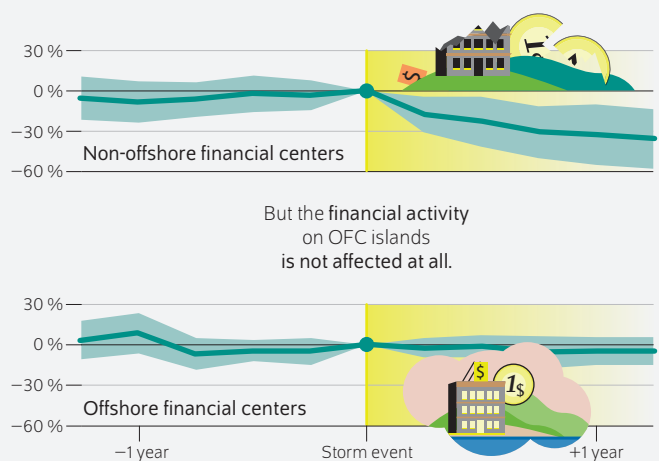 30 %
0 %
−30 %
−60 %
$
1$
Non-offshore financial centers
But the financial activity
on OFC islands
is not affected at all.
30 %
0 %
−30 %
−60 %
$
1$
Offshore financial centers
−1 year
Storm event
+1 year